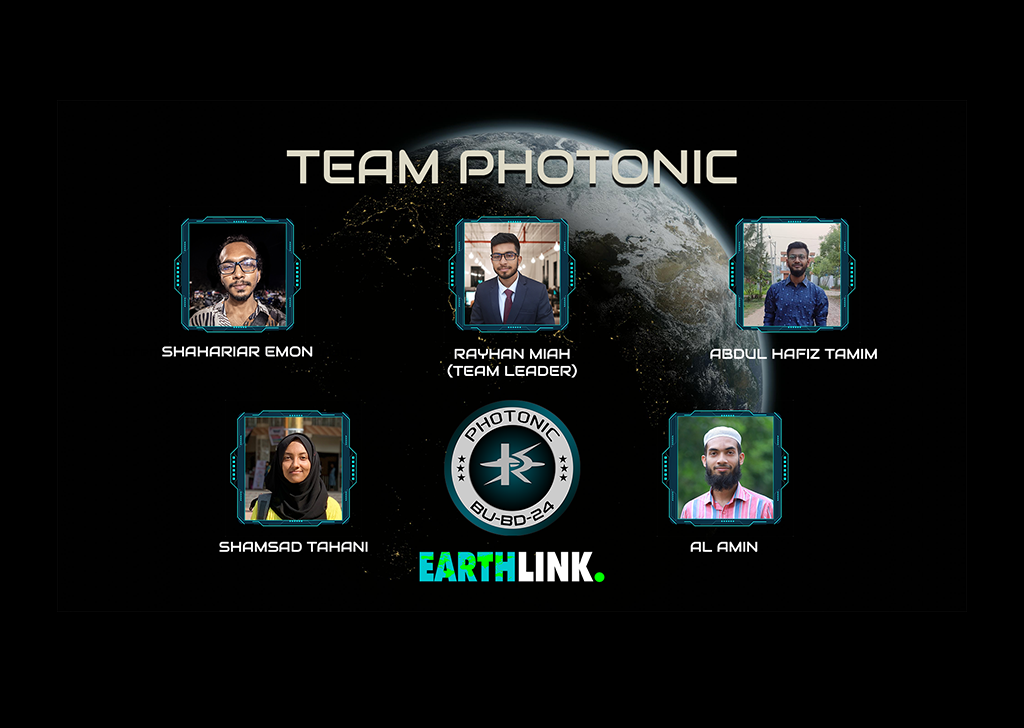 TEAM PHOTONIC
SHAHARIAR EMON
RAYHAN MIAH
(TEAM LEADER)
ABDUL HAFIZ TAMIM
SHAMSAD TAHANI
PHOTONIC
BU-BD-24
EARTHLINK.
AL AMIN